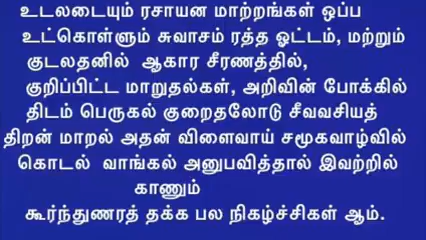 உடலடையும் ரசாயன மாற்றங்கள் ஒப்ப
உட்கொள்ளும் சுவாசம் ரத்த ஓட்டம், மற்றும்
குடலதனில் ஆகார சீரணத்தில்,
குறிப்பிட்ட மாறுதல்கள், அறிவின் போக்கில்
திடம் பெருகல் குறைதலோடு சீவவசியத்
திறன் மாறல் அதன் விளைவாய் சமூகவாழ்வில்
கொடல் வாங்கல் அனுபவித்தால் இவற்றில்
காணும்
கூர்ந்துணரத் தக்க பல நிகழ்ச்சிகள் ஆம்.